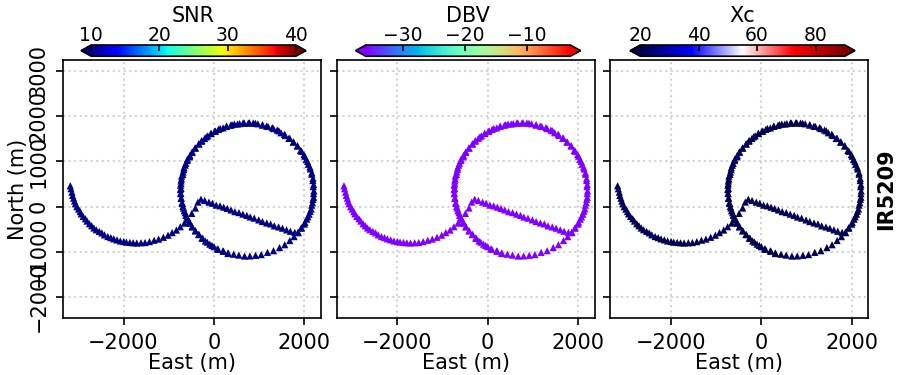 SNR DBV Xc
10 20 30 40 −30 −20 −10 20 40 60 80
North (m)
3000
2000
1000
0
−1000
−2000
IR5209
−2000 0 2000 −2000 0 2000 −2000 0 2000
East (m) East (m) East (m)